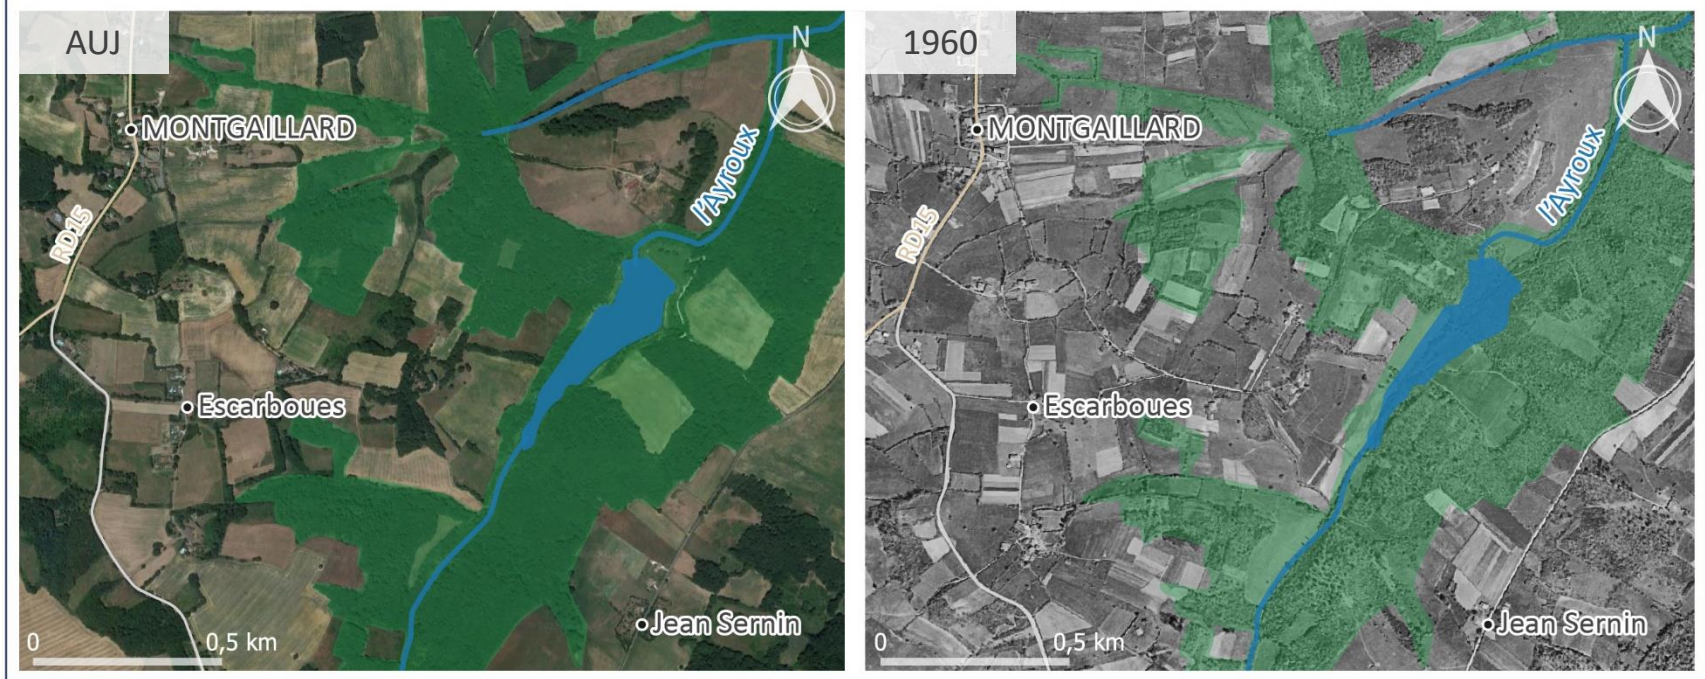 AUJ
N
MONTGAILLARD
l'Ayroux
RD15
Escarboues
Jean Sernin
0 0,5 km
1960
N
MONTGAILLARD
l'Ayroux
RD15
Escarboues
Jean Sernin
0 0,5 km